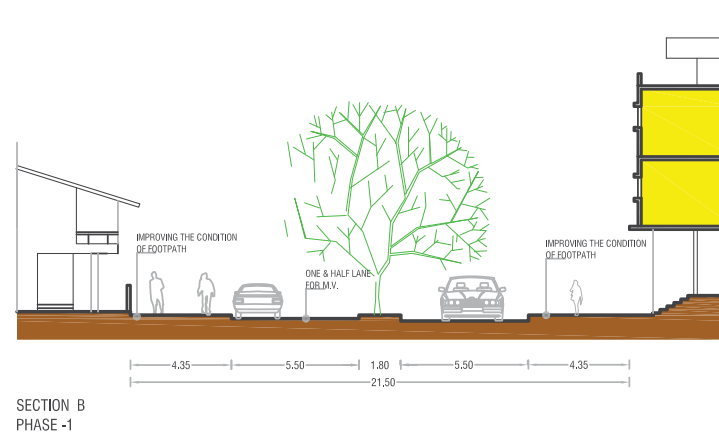 IMPROVING THE CONDITION
OF FOOTPATH
IMPROVING THE CONDITION
OF FOOTPATH
ONE & HALF LANE
FOR M.V.
4.35 5.50 1.80 5.50 4.35
21.50
SECTION B
PHASE -1